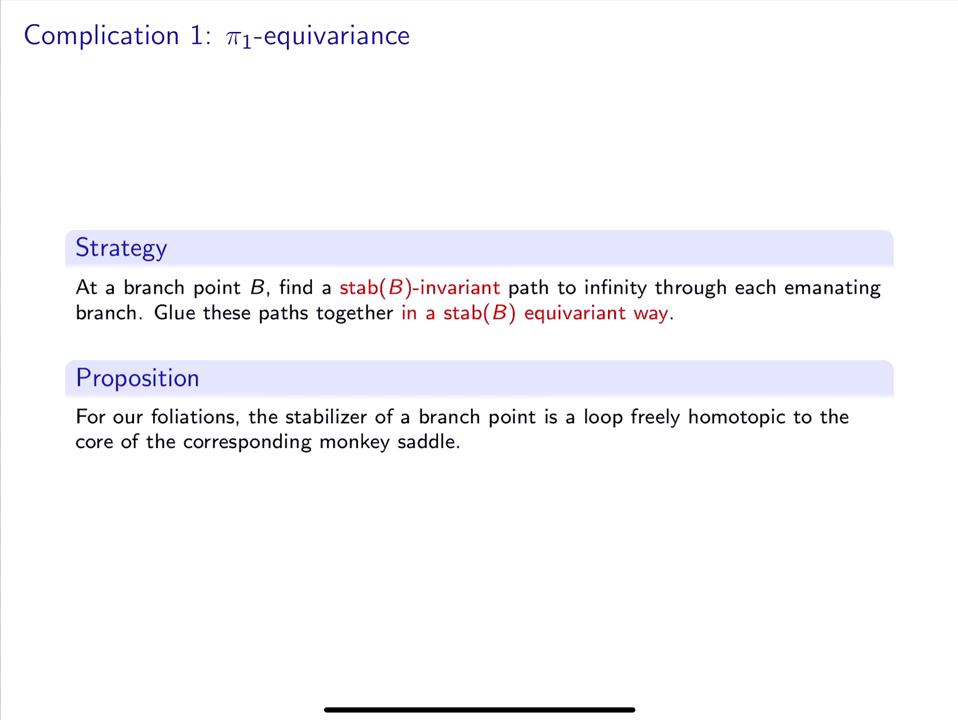 Complication 1: π₁-equivariance
Strategy
At a branch point B, find a stab(B)-invariant path to infinity through each emanating
branch. Glue these paths together in a stab(B) equivariant way.
Proposition
For our foliations, the stabilizer of a branch point is a loop freely homotopic to the
core of the corresponding monkey saddle.